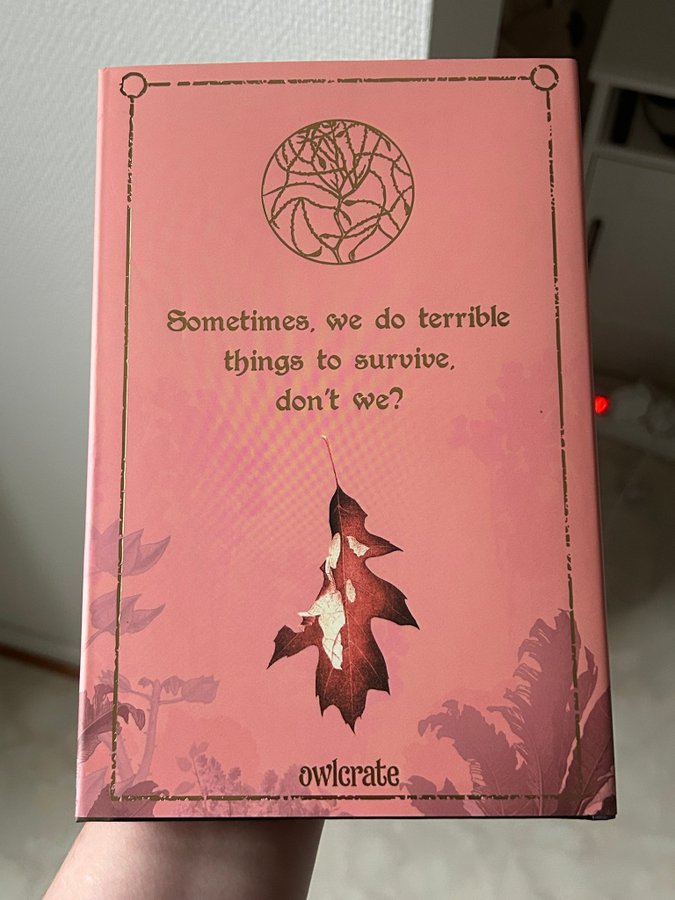 Sometimes, we do terrible
things to survive,
don't we?
owlcrate